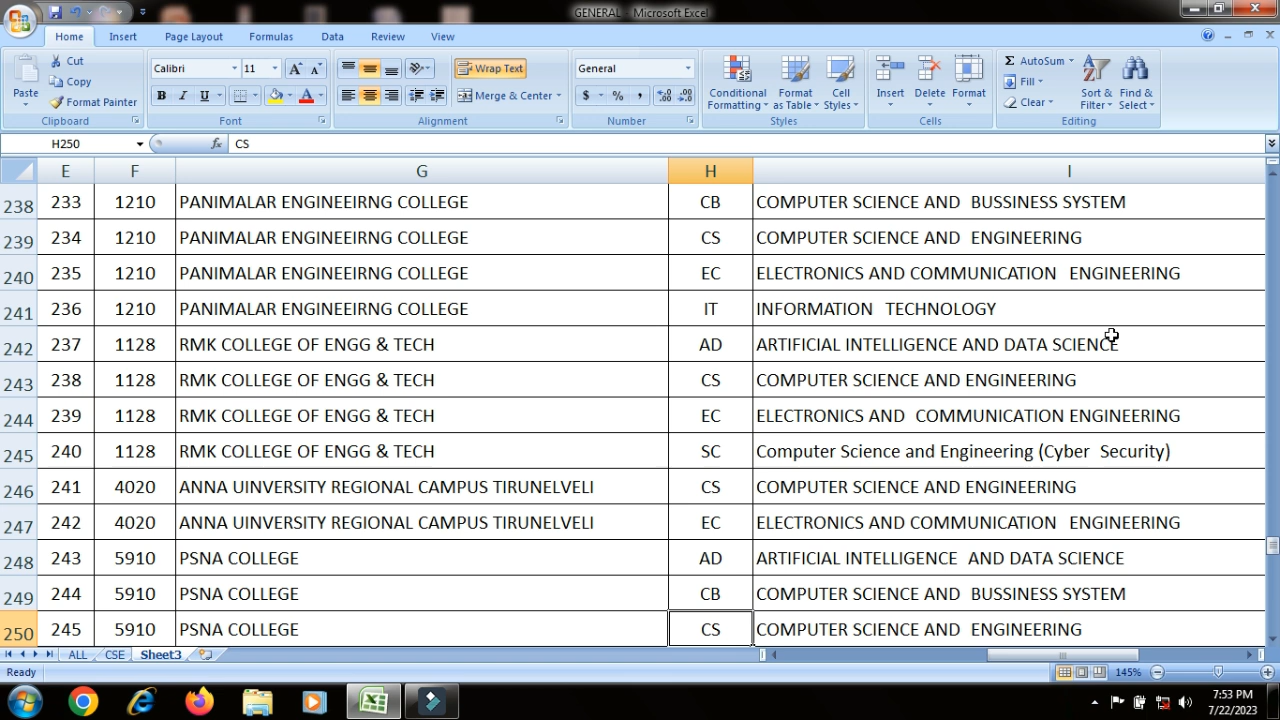 GENERAL - Microsoft Excel
Home Insert Page Layout Formulas Data Review View
Paste Cut Calibri 11 A A Wrap Text General Conditional Formatting Format as Table Cell Styles Insert Delete Format Σ AutoSum Sort & Filter Find & Select
Copy Fill
Format Painter B I U A Merge & Center $ % , Clear
Clipboard Font Alignment Number Styles Cells Editing
H250 fx CS
E F G H I
238 233 1210 PANIMALAR ENGINEEIRNG COLLEGE CB COMPUTER SCIENCE AND BUSSINESS SYSTEM
239 234 1210 PANIMALAR ENGINEEIRNG COLLEGE CS COMPUTER SCIENCE AND ENGINEERING
240 235 1210 PANIMALAR ENGINEEIRNG COLLEGE EC ELECTRONICS AND COMMUNICATION ENGINEERING
241 236 1210 PANIMALAR ENGINEEIRNG COLLEGE IT INFORMATION TECHNOLOGY
242 237 1128 RMK COLLEGE OF ENGG & TECH AD ARTIFICIAL INTELLIGENCE AND DATA SCIENCE
243 238 1128 RMK COLLEGE OF ENGG & TECH CS COMPUTER SCIENCE AND ENGINEERING
244 239 1128 RMK COLLEGE OF ENGG & TECH EC ELECTRONICS AND COMMUNICATION ENGINEERING
245 240 1128 RMK COLLEGE OF ENGG & TECH SC Computer Science and Engineering (Cyber Security)
246 241 4020 ANNA UINVERSITY REGIONAL CAMPUS TIRUNELVELI CS COMPUTER SCIENCE AND ENGINEERING
247 242 4020 ANNA UINVERSITY REGIONAL CAMPUS TIRUNELVELI EC ELECTRONICS AND COMMUNICATION ENGINEERING
248 243 5910 PSNA COLLEGE AD ARTIFICIAL INTELLIGENCE AND DATA SCIENCE
249 244 5910 PSNA COLLEGE CB COMPUTER SCIENCE AND BUSSINESS SYSTEM
250 245 5910 PSNA COLLEGE CS COMPUTER SCIENCE AND ENGINEERING
ALL CSE Sheet3
Ready 145%
7:53 PM
7/22/2023